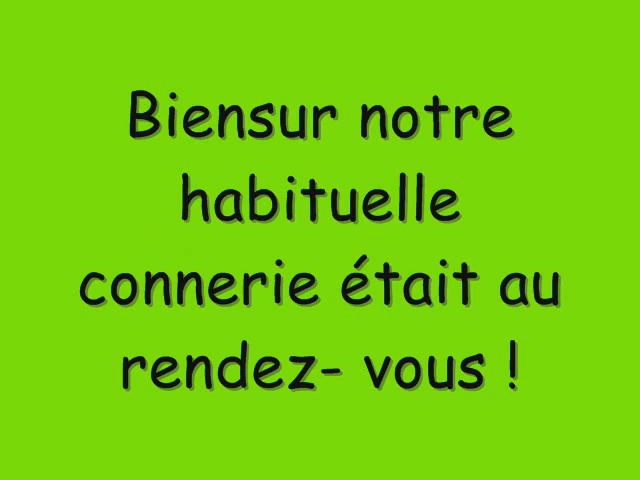 Biensur notre
habituelle
connerie était au
rendez- vous !